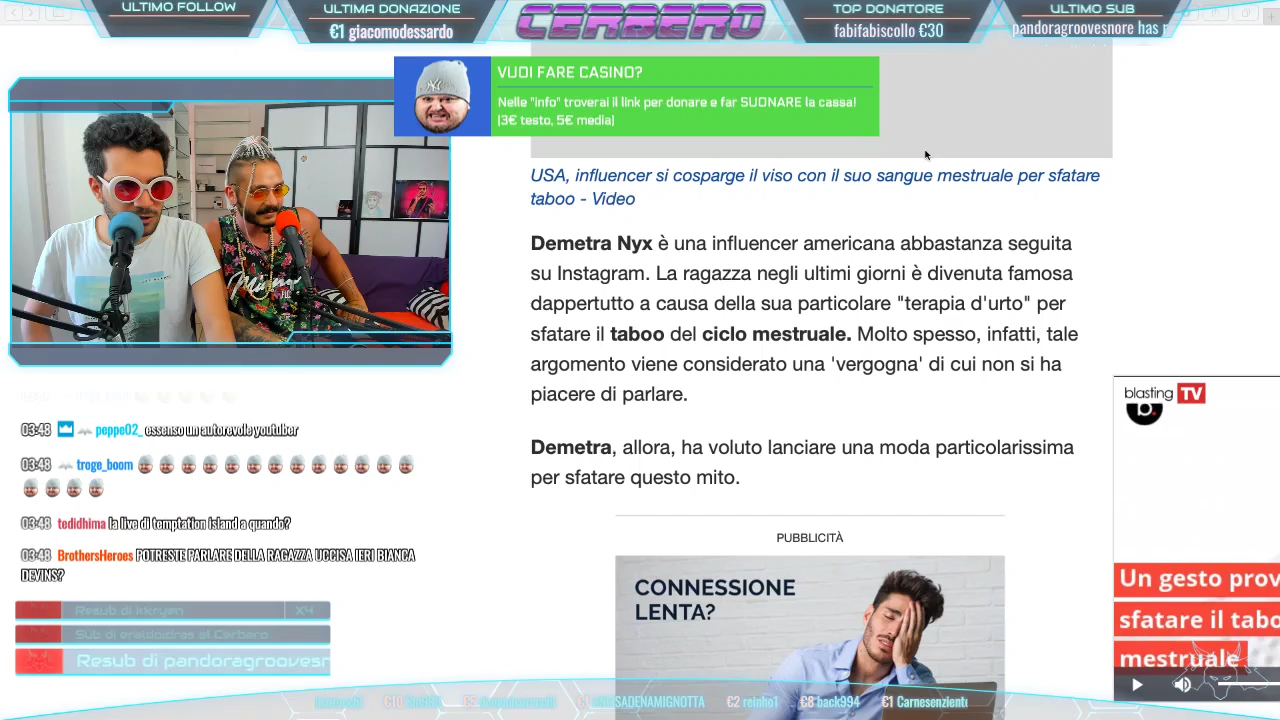 ULTIMO FOLLOW
ULTIMA DONAZIONE
€1 giacomodessardo
CERBERO
TOP DONATORE
fabifabiscollo €30
ULTIMO SUB
pandoragroovesnore has
VUOI FARE CASINO?
Nelle "info" troverai il link per donare e far SUONARE la cassa!
(3€ testo, 5€ media)
USA, influencer si cosparge il viso con il suo sangue mestruale per sfatare
taboo - Video
Demetra Nyx è una influencer americana abbastanza seguita
su Instagram. La ragazza negli ultimi giorni è divenuta famosa
dappertutto a causa della sua particolare "terapia d'urto" per
sfatare il taboo del ciclo mestruale. Molto spesso, infatti, tale
argomento viene considerato una 'vergogna' di cui non si ha
piacere di parlare.
Demetra, allora, ha voluto lanciare una moda particolarissima
per sfatare questo mito.
PUBBLICITÀ
CONNESSIONE
LENTA?
blasting TV
b.
Un gesto prov
sfatare il tabo
mestruale
03:48 peppe02_ essenso un autorevole youtuber
03:48 troge_boom
03:48 todidhima la live di temptation island a quando?
03:48 BrothersHeroes POTRESTE PARLARE DELLA RAGAZZA UCCISA IERI BIANCA
DEVINS?
Resub di X4
Sub di
Resub di pandoragroovesn
€2 reinho1 €8 back994 €1 Carnesenzienti